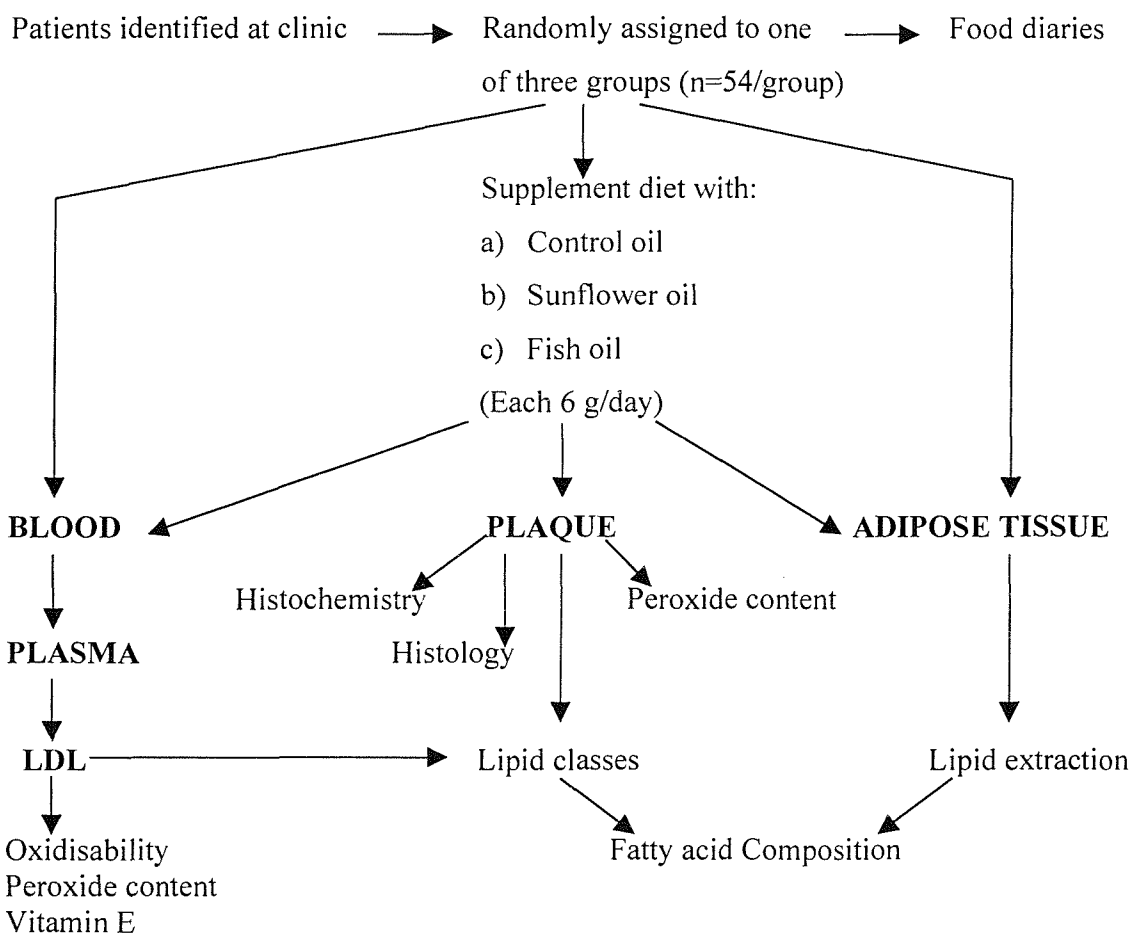 Patients identified at clinic
Randomly assigned to one
of three groups (n=54/group)
Food diaries
Supplement diet with:
a) Control oil
b) Sunflower oil
c) Fish oil
(Each 6 g/day)
BLOOD
PLAQUE
ADIPOSE TISSUE
Histochemistry
Peroxide content
Histology
PLASMA
LDL
Lipid classes
Lipid extraction
Oxidisability
Peroxide content
Vitamin E
Fatty acid Composition